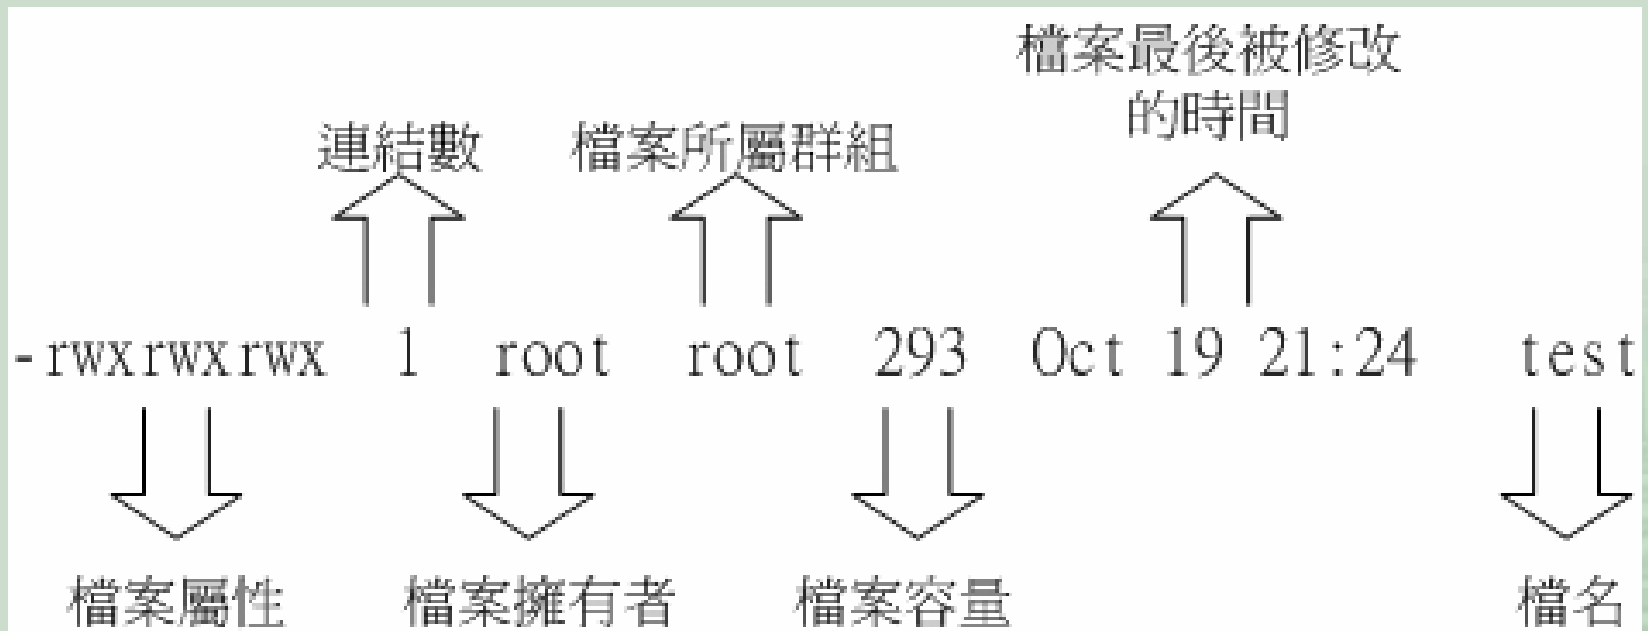 檔案最後被修改
的時間
連結數 檔案所屬群組
-rwxrwxrwx 1 root root 293 Oct 19 21:24 test
檔案屬性 檔案擁有者 檔案容量 檔名